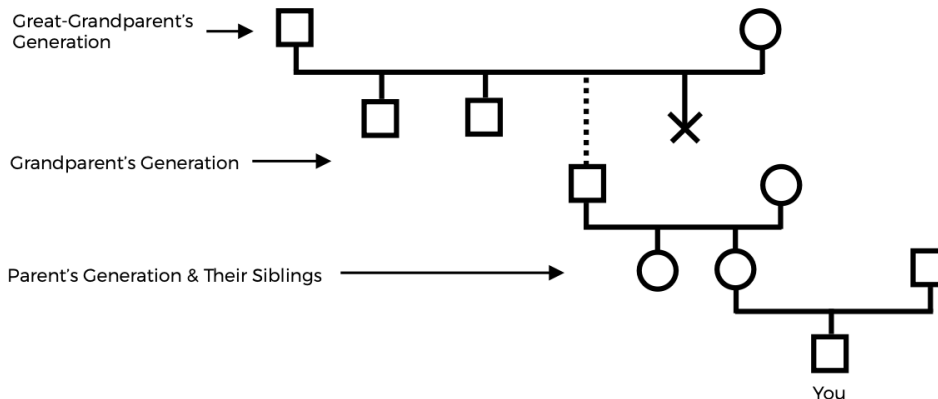 Great-Grandparent's
Generation
Grandparent's Generation
Parent's Generation & Their Siblings
You